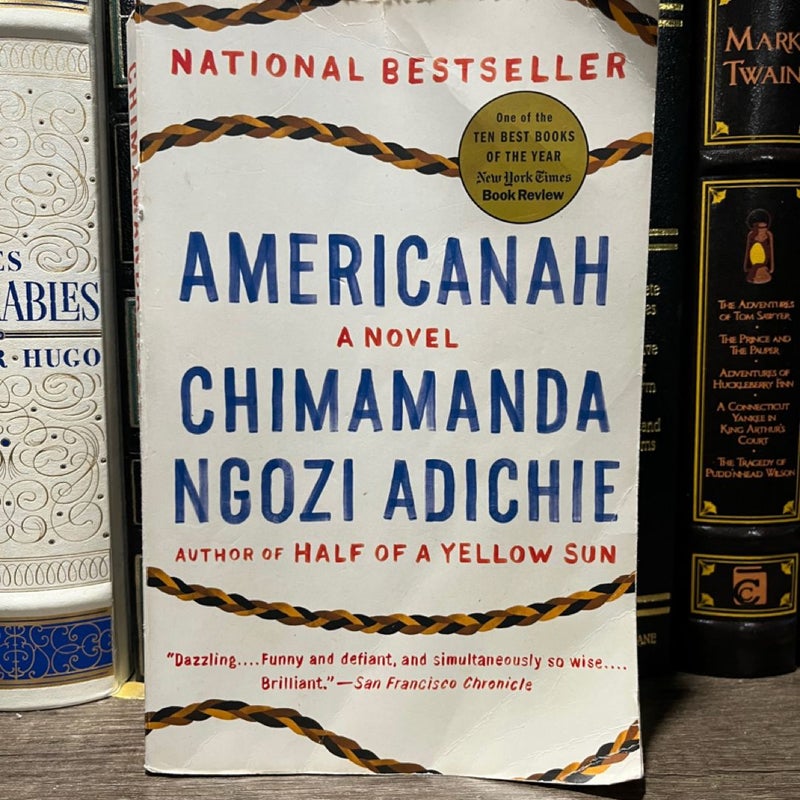 NATIONAL BESTSELLER
One of the
TEN BEST BOOKS
OF THE YEAR
New York Times
Book Review
AMERICANAH
A NOVEL
CHIMAMANDA
NGOZI ADICHIE
AUTHOR OF HALF OF A YELLOW SUN
"Dazzling....Funny and defiant, and simultaneously so wise....
Brilliant."—San Francisco Chronicle
CHIMAMAND
ABLES
HUGO
MARK
TWAIN
THE ADVENTURES
OF TOM SAWYER
THE PRINCE AND
THE PAUPER
ADVENTURES OF
HUCKLEBERRY FINN
A CONNECTICUT
YANKEE IN
KING ARTHUR'S
COURT
THE TRAGEDY OF
PUDD'NHEAD WILSON